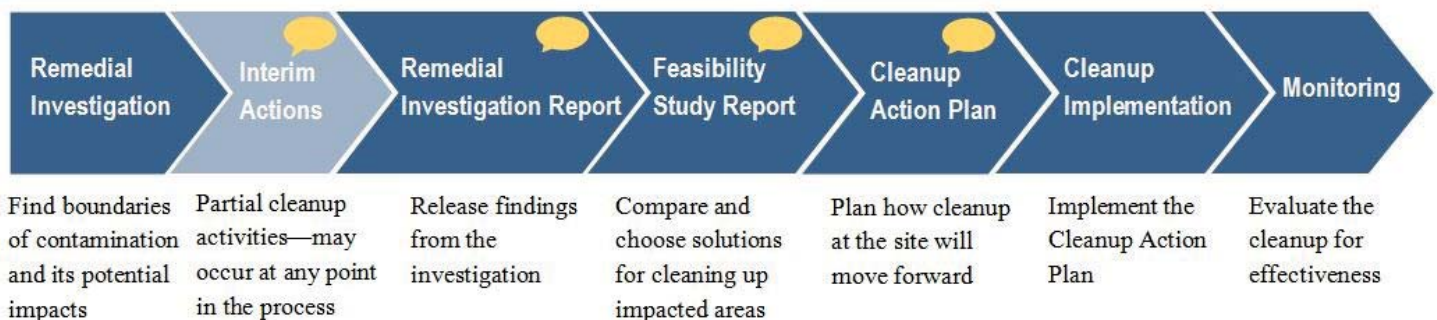 Remedial
Investigation
Interim
Actions
Remedial
Investigation Report
Feasibility
Study Report
Cleanup
Action Plan
Cleanup
Implementation
Monitoring
Find boundaries
of contamination
and its potential
impacts
Partial cleanup
activities—may
occur at any point
in the process
Release findings
from the
investigation
Compare and
choose solutions
for cleaning up
impacted areas
Plan how cleanup
at the site will
move forward
Implement the
Cleanup Action
Plan
Evaluate the
cleanup for
effectiveness